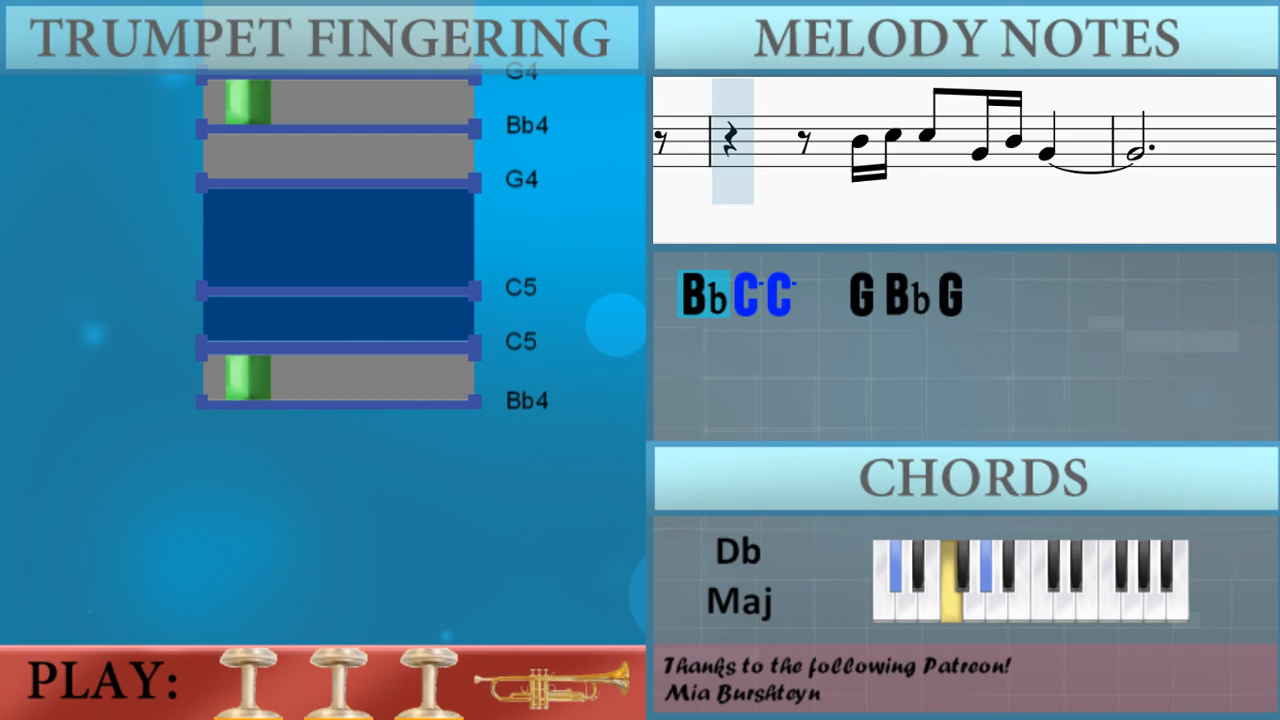 TRUMPET FINGERING
G4
Bb4
G4
C5
C5
Bb4
PLAY:
MELODY NOTES
Bb C- C- G Bb G
CHORDS
Db
Maj
Thanks to the following Patreon!
Mia Burshteyn